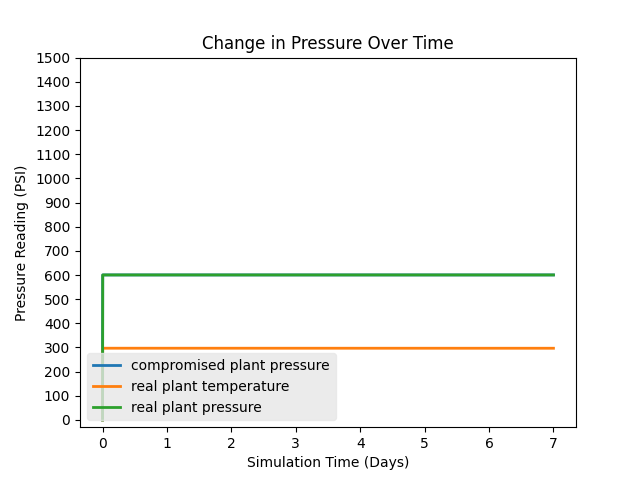 Change in Pressure Over Time
Pressure Reading (PSI)
1500
1400
1300
1200
1100
1000
900
800
700
600
500
400
300
200
100
0
compromised plant pressure
real plant temperature
real plant pressure
0 1 2 3 4 5 6 7
Simulation Time (Days)